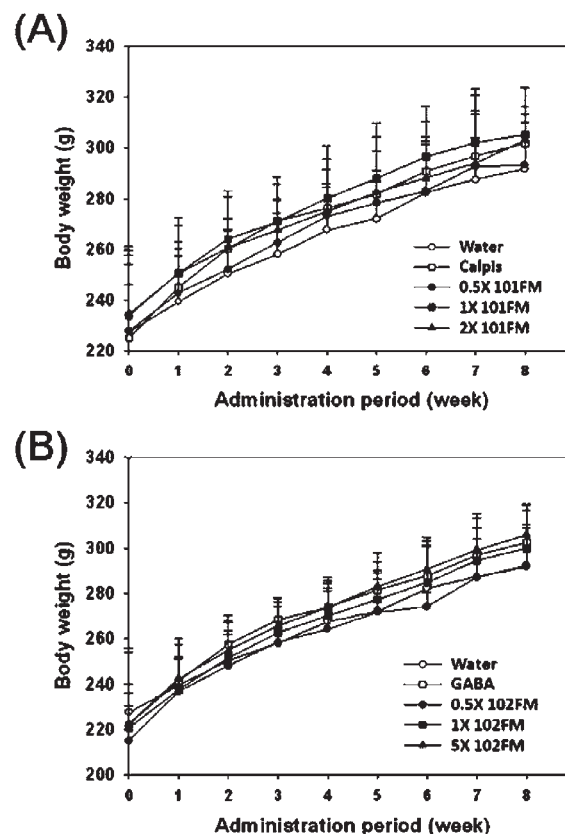 (A)
340
320
300
280
260
240
220
Body weight (g)
Water
Calpis
0.5X 101FM
1X 101FM
2X 101FM
0 1 2 3 4 5 6 7 8
Administration period (week)
(B)
340
320
300
280
260
240
220
200
Body weight (g)
Water
GABA
0.5X 102FM
1X 102FM
5X 102FM
0 1 2 3 4 5 6 7 8
Administration period (week)